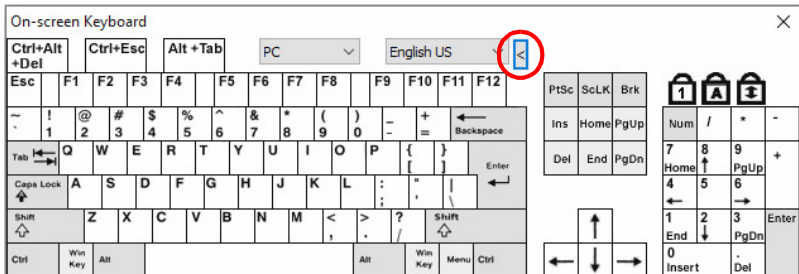 On-screen Keyboard
Ctrl+Alt +Del Ctrl+Esc Alt +Tab PC English US <
Esc F1 F2 F3 F4 F5 F6 F7 F8 F9 F10 F11 F12 PtSc ScLK Brk 1 A
~ ! @ # $ % ^ & * ( ) _ +
` 1 2 3 4 5 6 7 8 9 0 - = Backspace Ins Home PgUp Num / * -
Tab Q W E R T Y U I O P { [ } ] Enter Del End PgDn 7 Home 8 9 PgUp +
Caps Lock A S D F G H J K L : ; " ' | \ 4 5 6
Shift Z X C V B N M < , > . ? / Shift 1 End 2 3 PgDn Enter
Ctrl Win Key Alt Alt Win Key Menu Ctrl 0 Insert . Del